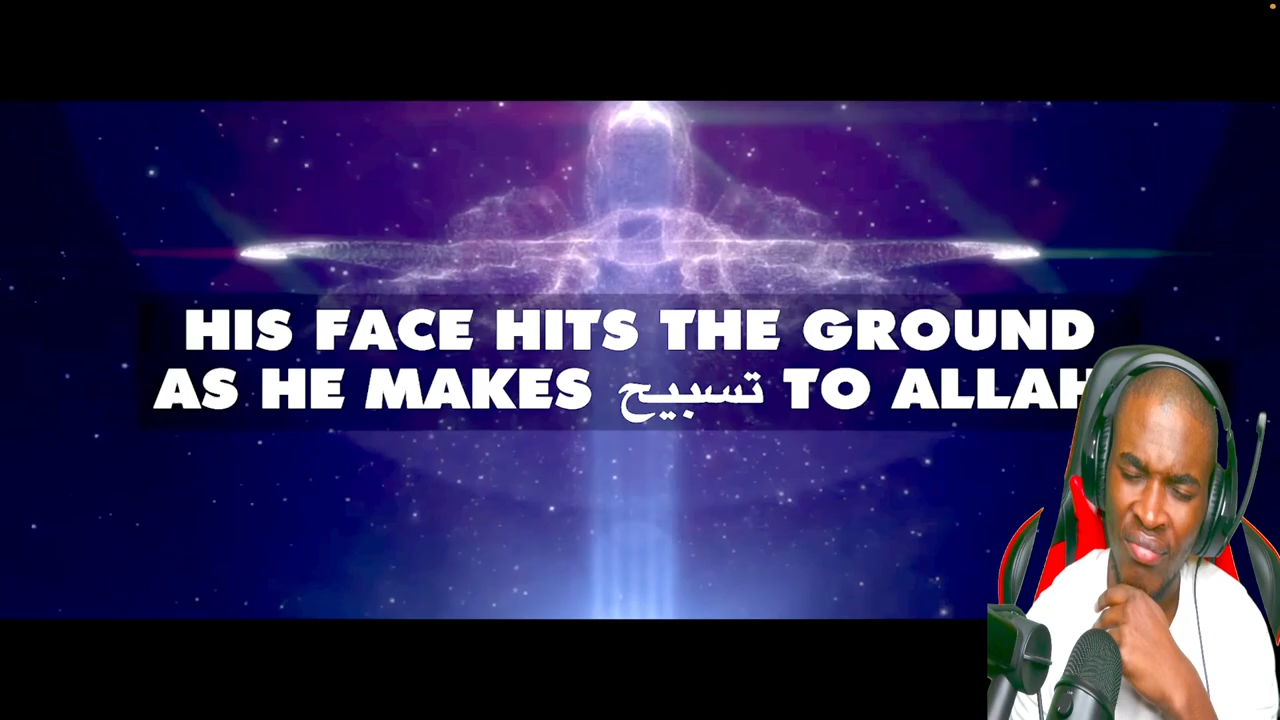 HIS FACE HITS THE GROUND
AS HE MAKES تسبيح TO ALLAH